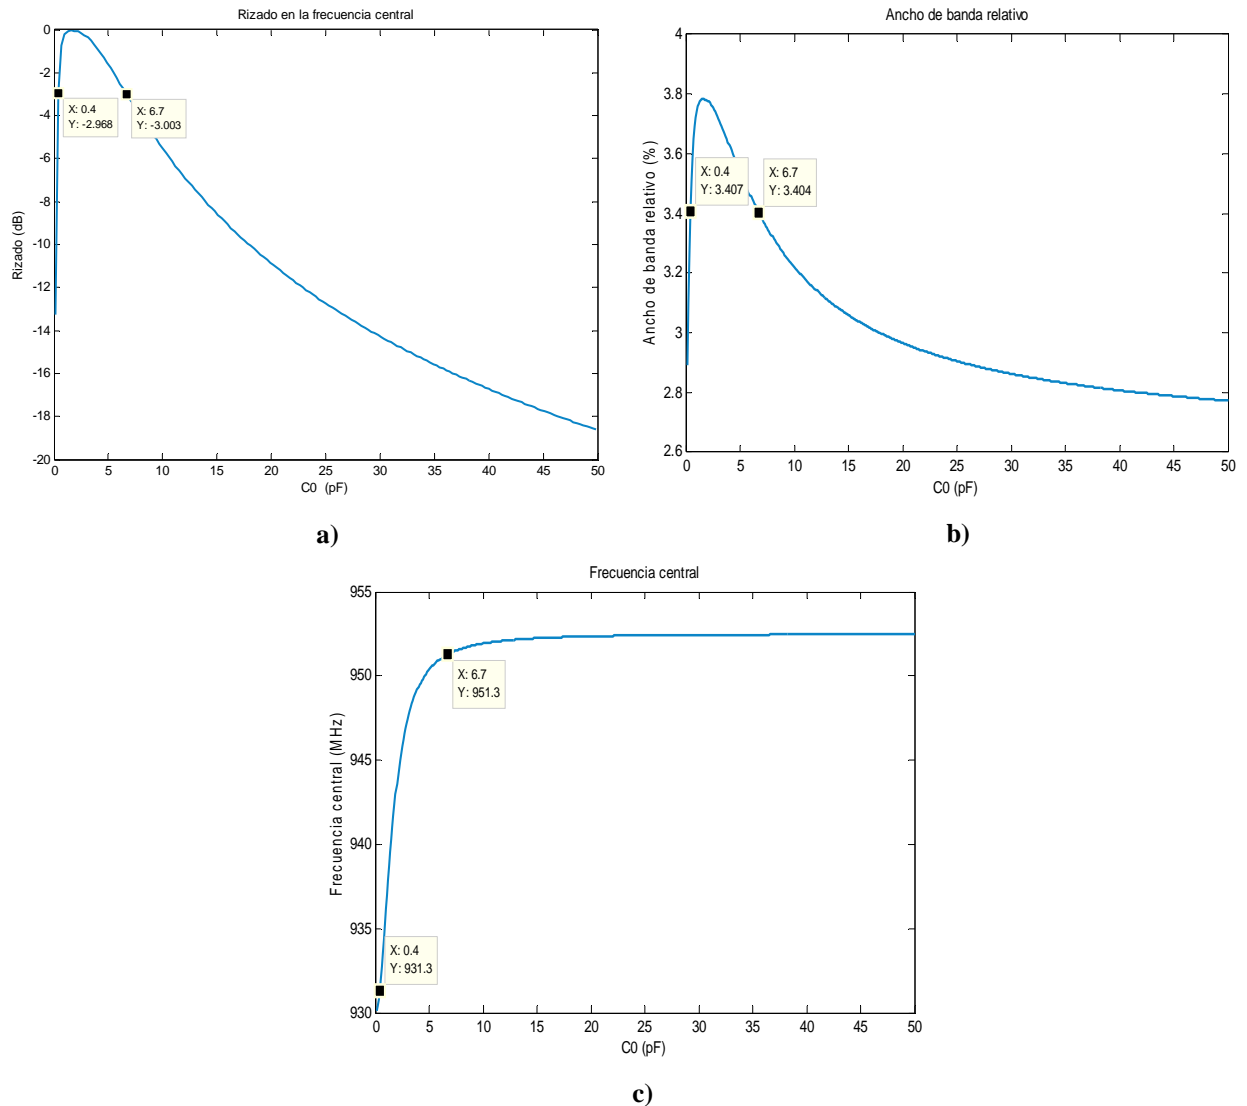 Rizado en la frecuencia central
0
-2
-4
-6
-8
-10
-12
-14
-16
-18
-20
Rizado (dB)
X: 0.4
Y: -2.968
X: 6.7
Y: -3.003
0 5 10 15 20 25 30 35 40 45 50
C0 (pF)
a)
Ancho de banda relativo
4
3.8
3.6
3.4
3.2
3
2.8
2.6
Ancho de banda relativo (%)
X: 0.4
Y: 3.407
X: 6.7
Y: 3.404
0 5 10 15 20 25 30 35 40 45 50
C0 (pF)
b)
Frecuencia central
955
950
945
940
935
930
Frecuencia central (MHz)
X: 6.7
Y: 951.3
X: 0.4
Y: 931.3
0 5 10 15 20 25 30 35 40 45 50
C0 (pF)
c)